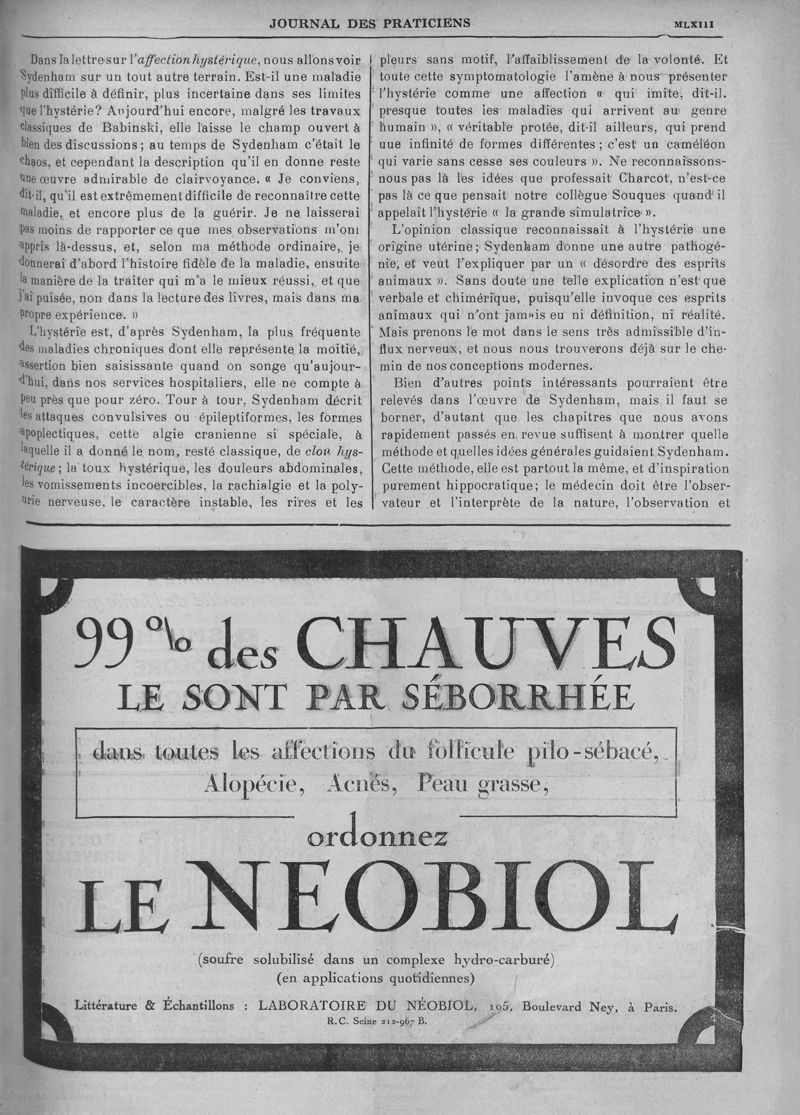 JOURNAL DES PRATICIENS
MLXIII
Dans la lettre sur l'affection hystérique, nous allons voir
Sydenham sur un tout autre terrain. Est-il une maladie
plus difficile à définir, plus incertaine dans ses limites
que l'hystérie? Aujourd'hui encore, malgré les travaux
classiques de Babinski, elle laisse le champ ouvert à
bien des discussions; au temps de Sydenham c'était le
chaos, et cependant la description qu'il en donne reste
une œuvre admirable de clairvoyance. « Je conviens,
dit-il, qu'il est extrêmement difficile de reconnaître cette
maladie, et encore plus de la guérir. Je ne laisserai
pas moins de rapporter ce que mes observations m'ont
appris là-dessus, et, selon ma méthode ordinaire, je
donnerai d'abord l'histoire fidèle de la maladie, ensuite
la manière de la traiter qui m'a le mieux réussi, et que
j'ai puisée, non dans la lecture des livres, mais dans ma
propre expérience. »
L'hystérie est, d'après Sydenham, la plus fréquente
des maladies chroniques dont elle représente la moitié,
assertion bien saisissante quand on songe qu'aujour-
d'hui, dans nos services hospitaliers, elle ne compte à
peu près que pour zéro. Tour à tour, Sydenham décrit
les attaques convulsives ou épileptiformes, les formes
apoplectiques, cette algie cranienne si spéciale, à
laquelle il a donné le nom, resté classique, de clou hys-
térique; la toux hystérique, les douleurs abdominales,
les vomissements incoercibles, la rachialgie et la poly-
urie nerveuse, le caractère instable, les rires et les
pleurs sans motif, l'affaiblissement de la volonté. Et
toute cette symptomatologie l'amène à nous présenter
l'hystérie comme une affection « qui imite, dit-il.
presque toutes les maladies qui arrivent au genre
humain », « véritable protée, dit-il ailleurs, qui prend
uue infinité de formes différentes; c'est un caméléon
qui varie sans cesse ses couleurs ». Ne reconnaissons-
nous pas là les idées que professait Charcot, n'est-ce
pas là ce que pensait notre collègue Souques quand il
appelait l'hystérie « la grande simulatrice ».
L'opinion classique reconnaissait à l'hystérie une
origine utérine; Sydenham donne une autre pathogé-
nie, et veut l'expliquer par un « désordre des esprits
animaux ». Sans doute une telle explication n'est que
verbale et chimérique, puisqu'elle invoque ces esprits
animaux qui n'ont jamais eu ni définition, ni réalité.
Mais prenons le mot dans le sens très admissible d'in-
flux nerveux, et nous nous trouverons déjà sur le che-
min de nos conceptions modernes.
Bien d'autres points intéressants pourraient être
relevés dans l'œuvre de Sydenham, mais il faut se
borner, d'autant que les chapitres que nous avons
rapidement passés en revue suffisent à montrer quelle
méthode et quelles idées générales guidaient Sydenham.
Cette méthode, elle est partout la même, et d'inspiration
purement hippocratique; le médecin doit être l'obser-
vateur et l'interprète de la nature, l'observation et
99 % des CHAUVES
LE SONT PAR SÉBORRHÉE
dans toutes les affections du follicule pilo-sébacé,
Alopécie, Acnés, Peau grasse,
ordonnez
LE NEOBIOL
(soufre solubilisé dans un complexe hydro-carburé)
(en applications quotidiennes)
Littérature & Échantillons : LABORATOIRE DU NÉOBIOL, 195, Boulevard Ney, à Paris.
R.C. Seine 212-967 B.